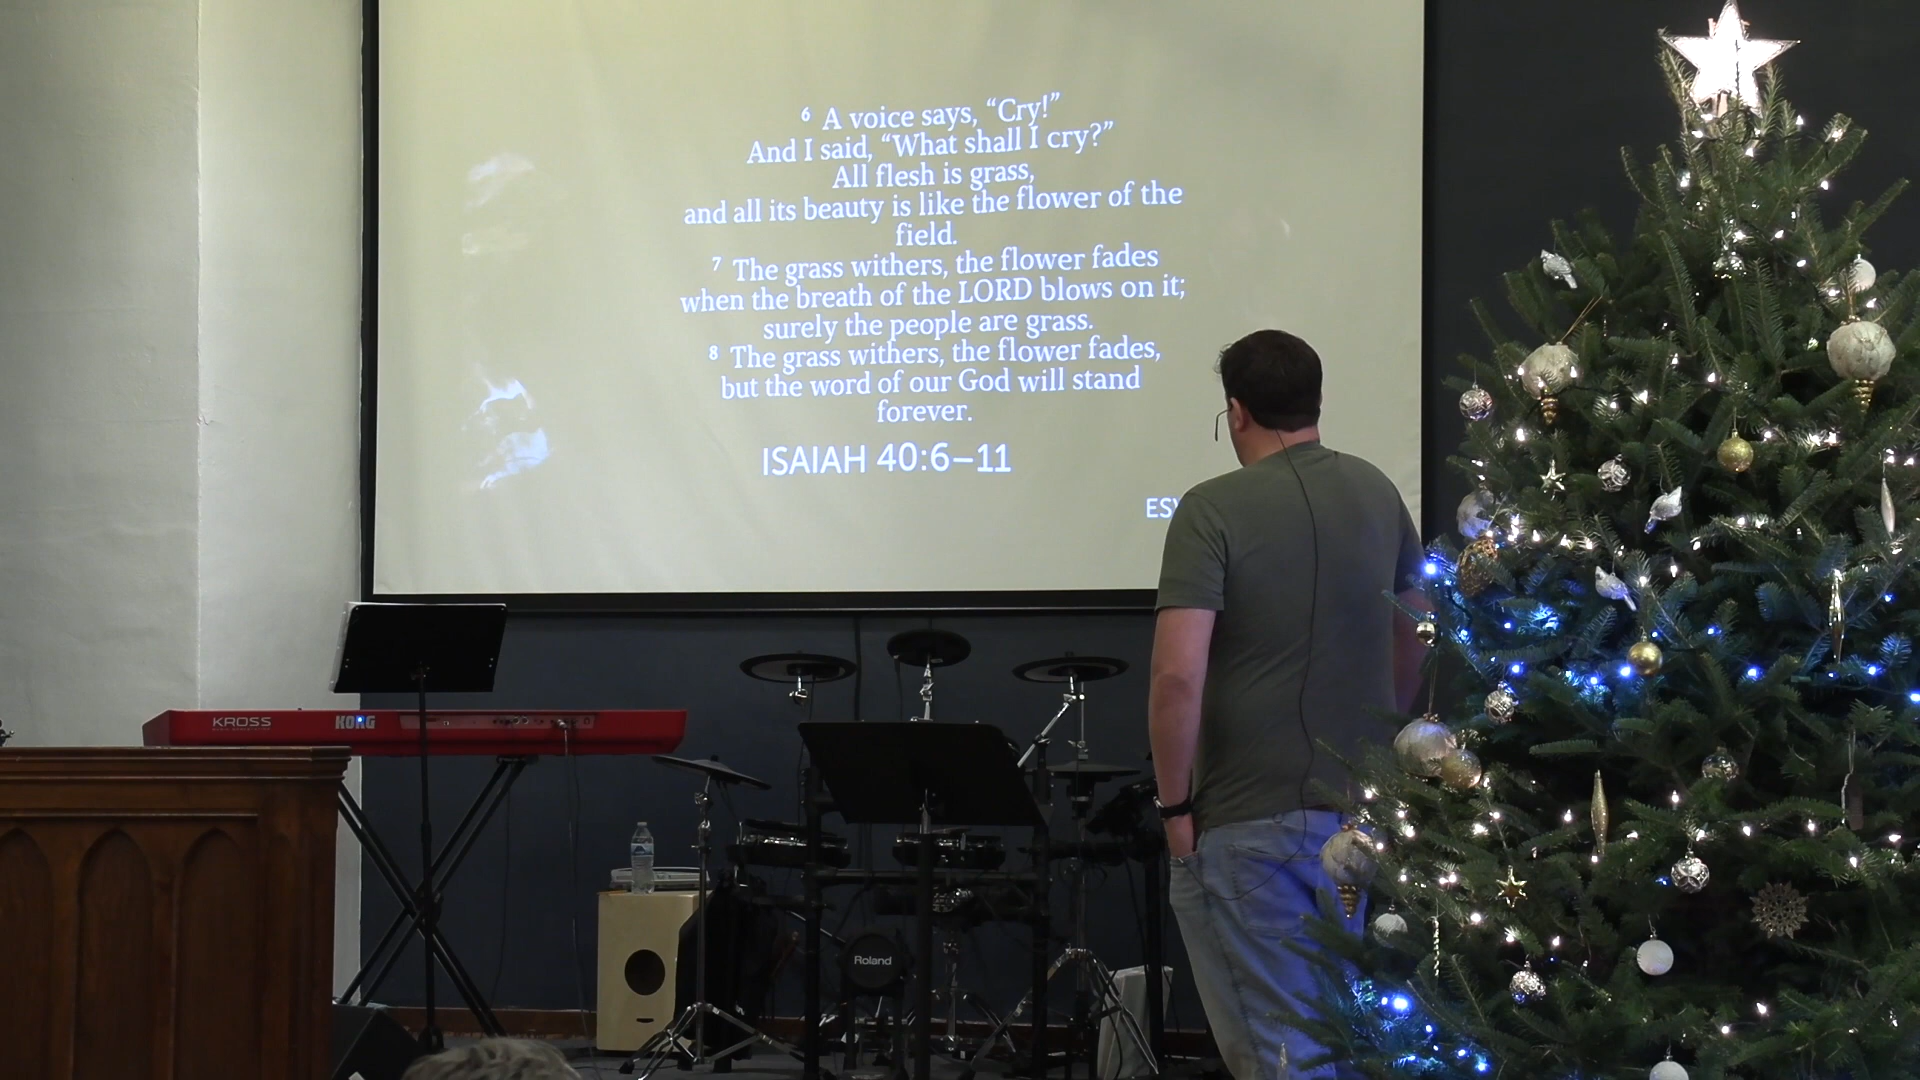 6 A voice says, “Cry!”
And I said, “What shall I cry?”
All flesh is grass,
and all its beauty is like the flower of the
field.
7 The grass withers, the flower fades
when the breath of the LORD blows on it;
surely the people are grass.
8 The grass withers, the flower fades,
but the word of our God will stand
forever.
ISAIAH 40:6–11
KROSS
KORG
Roland